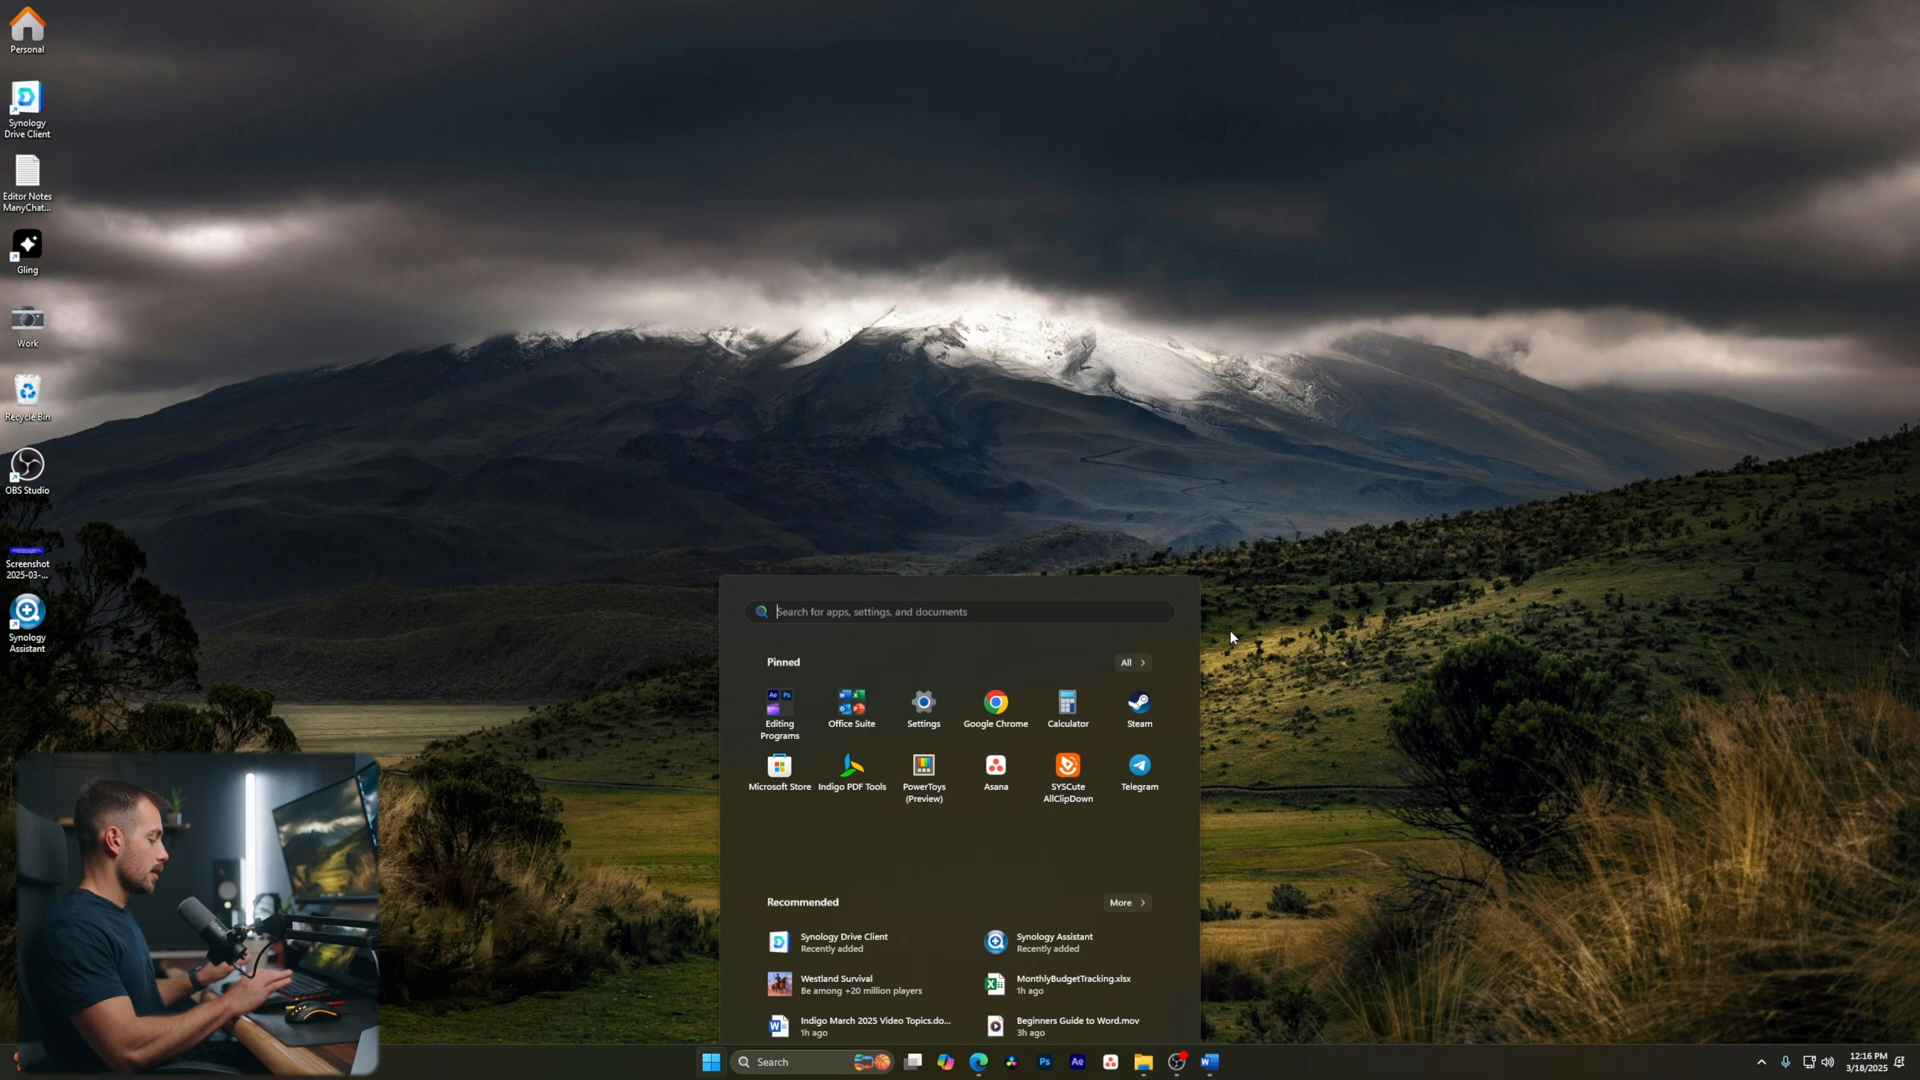 Personal
Synology
Drive Client
Editor Notes
ManyChat...
Gling
Work
Recycle Bin
OBS Studio
Screenshot
2025-03-...
Synology
Assistant
Search for apps, settings, and documents
Pinned
All
Ae Ps
Editing
Programs
Office Suite
Settings
Google Chrome
Calculator
Steam
Microsoft Store
Indigo PDF Tools
PowerToys
(Preview)
Asana
SYSCute
AllClipDown
Telegram
Recommended
More
Synology Drive Client
Recently added
Synology Assistant
Recently added
Westland Survival
Be among +20 million players
MonthlyBudgetTracking.xlsx
1h ago
Indigo March 2025 Video Topics.do...
1h ago
Beginners Guide to Word.mov
3h ago
Search
Ps
Ae
12:16 PM
3/18/2025